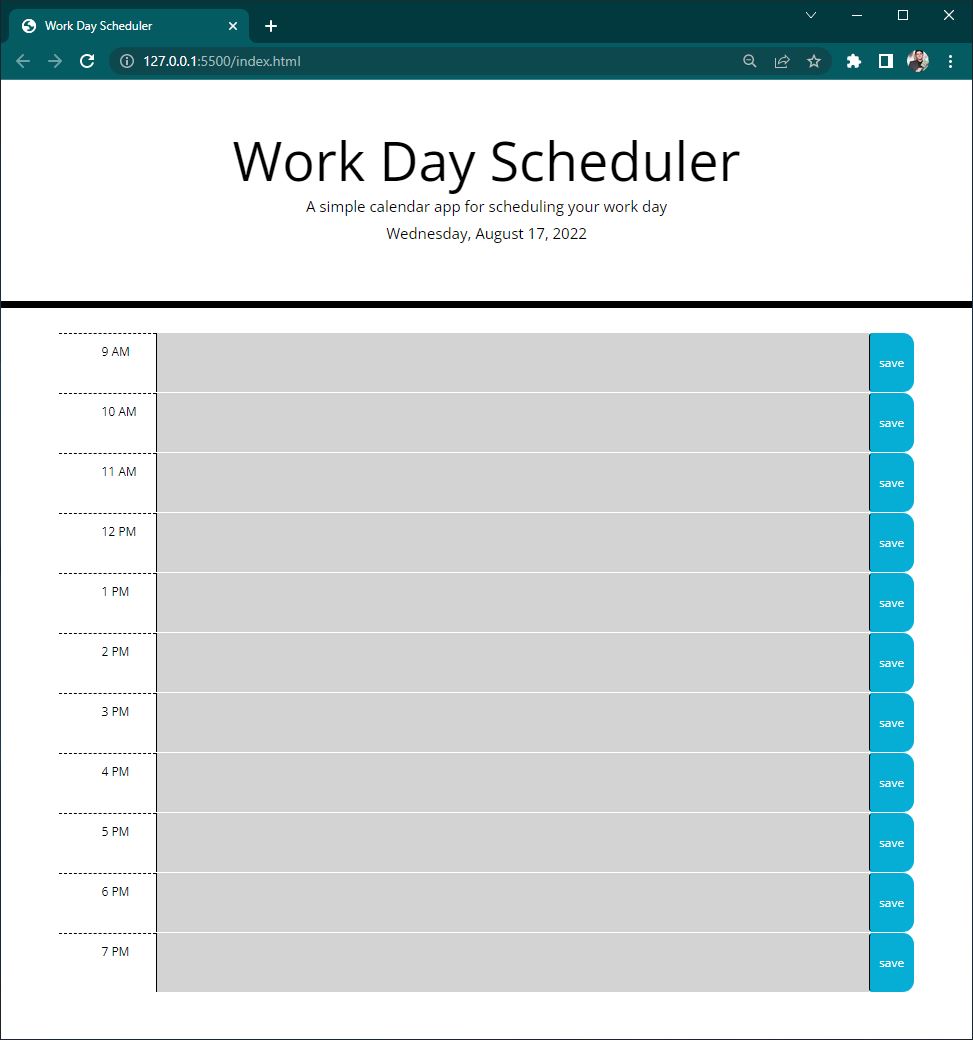 Work Day Scheduler
127.0.0.1:5500/index.html
Work Day Scheduler
A simple calendar app for scheduling your work day
Wednesday, August 17, 2022
9 AM save
10 AM save
11 AM save
12 PM save
1 PM save
2 PM save
3 PM save
4 PM save
5 PM save
6 PM save
7 PM save